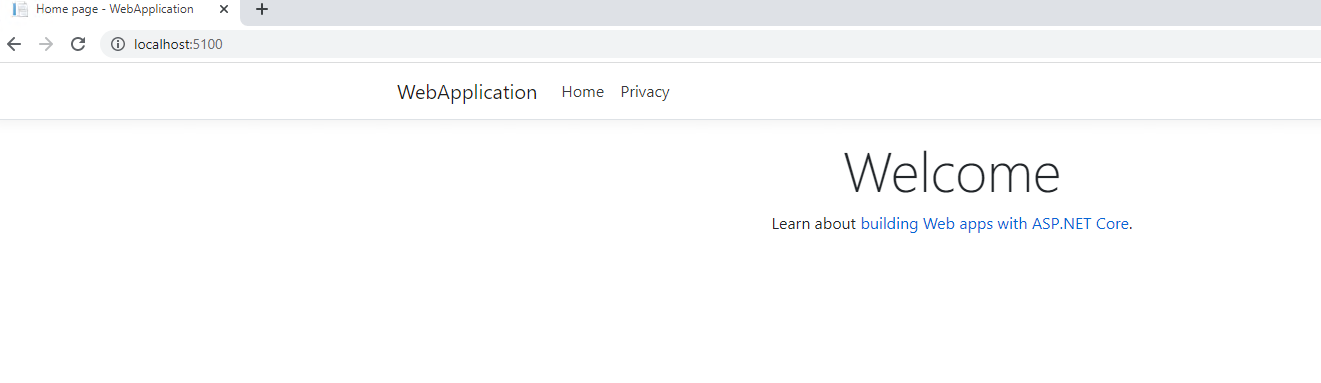 Home page - WebApplication
localhost:5100
WebApplication Home Privacy
Welcome
Learn about building Web apps with ASP.NET Core.